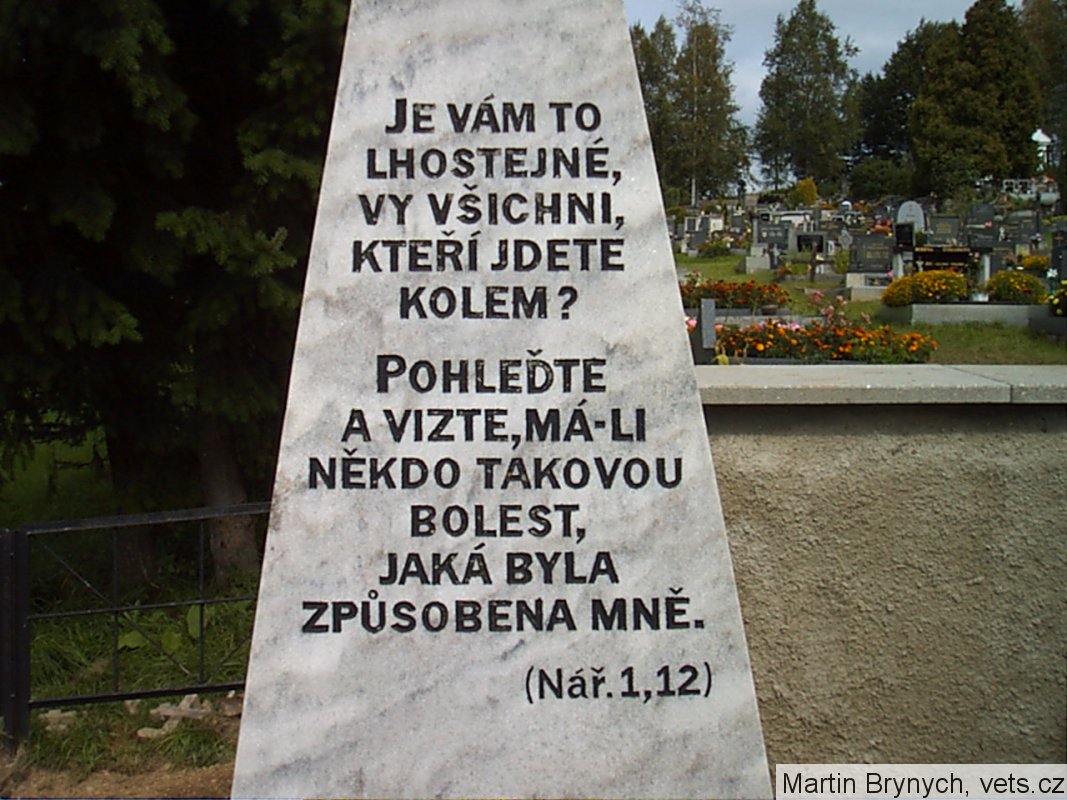 JE VÁM TO
LHOSTEJNÉ,
VY VŠICHNI,
KTEŘÍ JDETE
KOLEM?
POHLEĎTE
A VIZTE, MÁ-LI
NĚKDO TAKOVOU
BOLEST,
JAKÁ BYLA
ZPŮSOBENA MNĚ.
(Nář. 1,12)
Martin Brynych, vets.cz